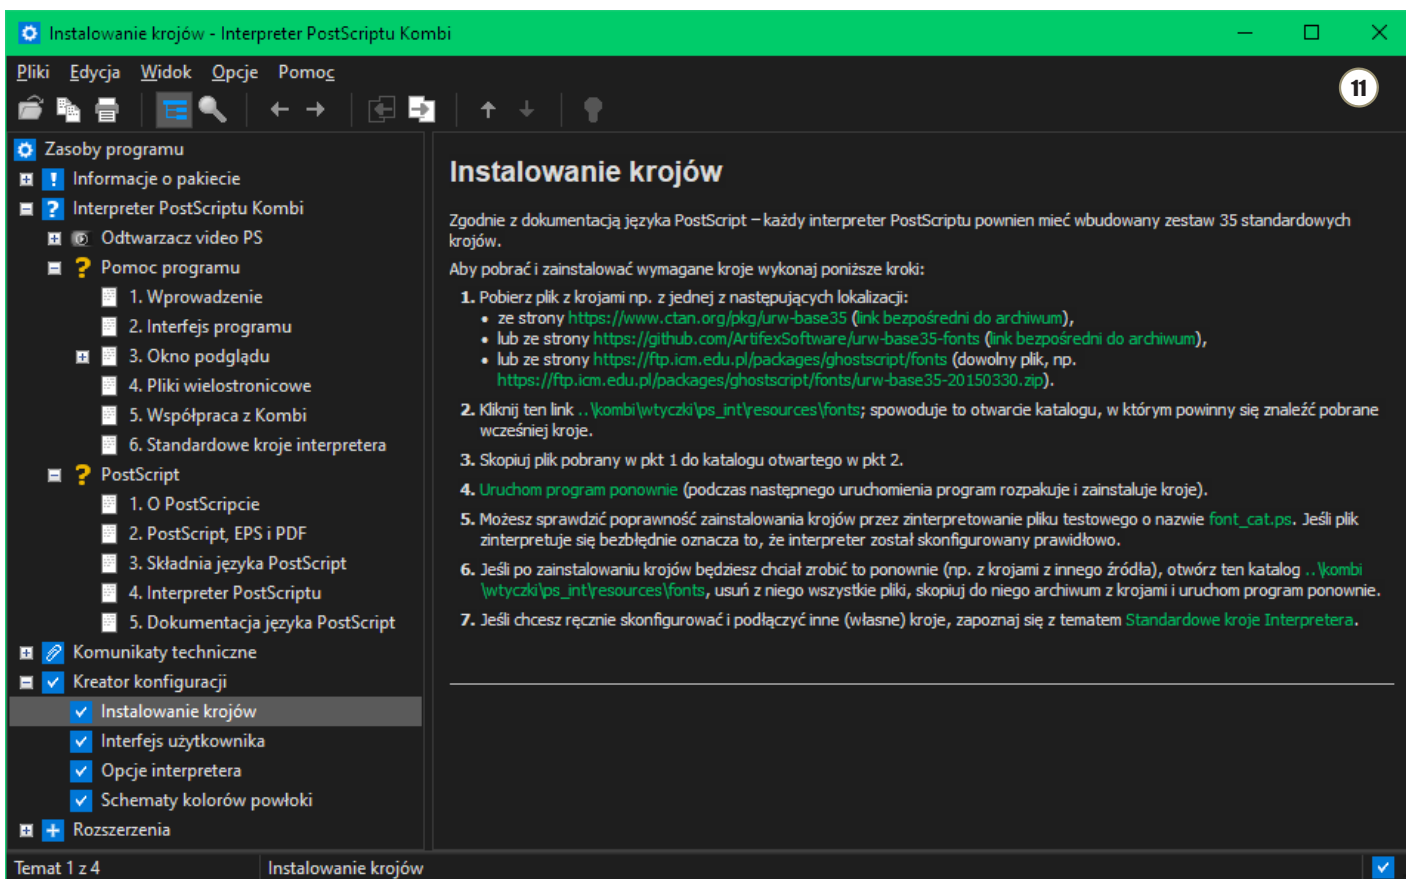 Instalowanie krojów - Interpreter PostScriptu Kombi
Pliki Edycja Widok Opcje Pomoc
11
Zasoby programu
Informacje o pakiecie
Interpreter PostScriptu Kombi
Odtwarzacz video PS
Pomoc programu
1. Wprowadzenie
2. Interfejs programu
3. Okno podglądu
4. Pliki wielostronicowe
5. Współpraca z Kombi
6. Standardowe kroje interpretera
PostScript
1. O PostScripcie
2. PostScript, EPS i PDF
3. Składnia języka PostScript
4. Interpreter PostScriptu
5. Dokumentacja języka PostScript
Komunikaty techniczne
Kreator konfiguracji
Instalowanie krojów
Interfejs użytkownika
Opcje interpretera
Schematy kolorów powłoki
Rozszerzenia
Instalowanie krojów
Zgodnie z dokumentacją języka PostScript – każdy interpreter PostScriptu pownien mieć wbudowany zestaw 35 standardowych
krojów.
Aby pobrać i zainstalować wymagane kroje wykonaj poniższe kroki:
1. Pobierz plik z krojami np. z jednej z następujących lokalizacji:
• ze strony https://www.ctan.org/pkg/urw-base35 (link bezpośredni do archiwum),
• lub ze strony https://github.com/ArtifexSoftware/urw-base35-fonts (link bezpośredni do archiwum),
• lub ze strony https://ftp.icm.edu.pl/packages/ghostscript/fonts (dowolny plik, np.
https://ftp.icm.edu.pl/packages/ghostscript/fonts/urw-base35-20150330.zip).
2. Kliknij ten link ..\kombi\wtyczki\ps_int\resources\fonts; spowoduje to otwarcie katalogu, w którym powinny się znaleźć pobrane
wcześniej kroje.
3. Skopiuj plik pobrany w pkt 1 do katalogu otwartego w pkt 2.
4. Uruchom program ponownie (podczas następnego uruchomienia program rozpakuje i zainstaluje kroje).
5. Możesz sprawdzić poprawność zainstalowania krojów przez zinterpretowanie pliku testowego o nazwie font_cat.ps. Jeśli plik
zinterpretuje się bezbłędnie oznacza to, że interpreter został skonfigurowany prawidłowo.
6. Jeśli po zainstalowaniu krojów będziesz chciał zrobić to ponownie (np. z krojami z innego źródła), otwórz ten katalog ..\kombi
\wtyczki\ps_int\resources\fonts, usuń z niego wszystkie pliki, skopiuj do niego archiwum z krojami i uruchom program ponownie.
7. Jeśli chcesz ręcznie skonfigurować i podłączyć inne (własne) kroje, zapoznaj się z tematem Standardowe kroje Interpretera.
Temat 1 z 4
Instalowanie krojów